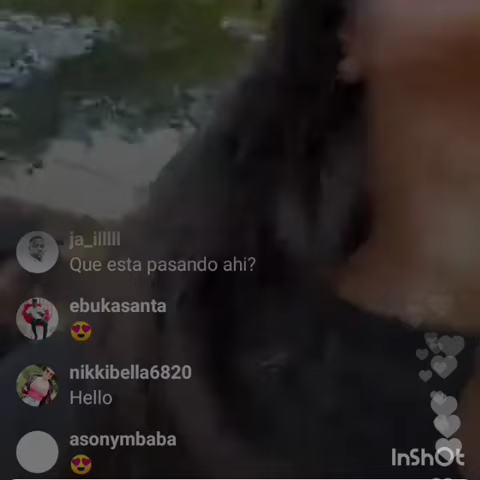 ja_illlll
Que esta pasando ahi?
ebukasanta
😍
nikkibella6820
Hello
asonymbaba
😍
InShOt